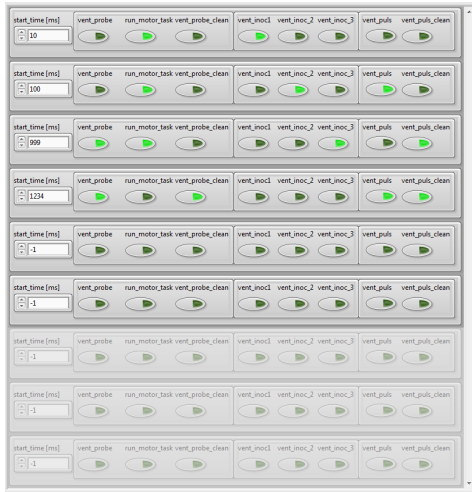 start_time [ms] vent_probe run_motor_task vent_probe_clean vent_inoc1 vent_inoc_2 vent_inoc_3 vent_puls vent_puls_clean
10
start_time [ms] vent_probe run_motor_task vent_probe_clean vent_inoc1 vent_inoc_2 vent_inoc_3 vent_puls vent_puls_clean
100
start_time [ms] vent_probe run_motor_task vent_probe_clean vent_inoc1 vent_inoc_2 vent_inoc_3 vent_puls vent_puls_clean
999
start_time [ms] vent_probe run_motor_task vent_probe_clean vent_inoc1 vent_inoc_2 vent_inoc_3 vent_puls vent_puls_clean
1234
start_time [ms] vent_probe run_motor_task vent_probe_clean vent_inoc1 vent_inoc_2 vent_inoc_3 vent_puls vent_puls_clean
-1
start_time [ms] vent_probe run_motor_task vent_probe_clean vent_inoc1 vent_inoc_2 vent_inoc_3 vent_puls vent_puls_clean
-1
start_time [ms] vent_probe run_motor_task vent_probe_clean vent_inoc1 vent_inoc_2 vent_inoc_3 vent_puls vent_puls_clean
-1
start_time [ms] vent_probe run_motor_task vent_probe_clean vent_inoc1 vent_inoc_2 vent_inoc_3 vent_puls vent_puls_clean
-1
start_time [ms] vent_probe run_motor_task vent_probe_clean vent_inoc1 vent_inoc_2 vent_inoc_3 vent_puls vent_puls_clean
-1